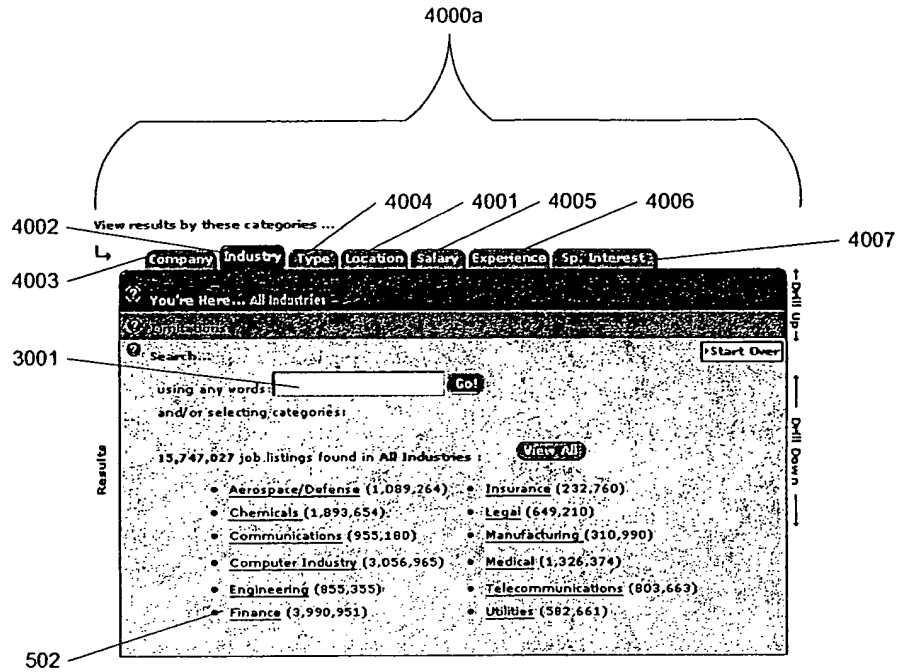 4000a
4004 4001 4005 4006
4002
View results by these categories ...
4007
4003
Company Industry Type Location Salary Experience Sp. Interest
You're Here... All Industries
Drill Up
Search...
Start Over
3001
using any words: Go!
and/or selecting categories:
15,747,027 job listings found in All Industries : View All
Results
Drill Down
• Aerospace/Defense (1,089,264) • Insurance (232,760)
• Chemicals (1,893,654) • Legal (649,210)
• Communications (955,180) • Manufacturing (310,990)
• Computer Industry (3,056,965) • Medical (1,326,374)
• Engineering (855,355) • Telecommunications (803,663)
• Finance (3,990,951) • Utilities (582,661)
502